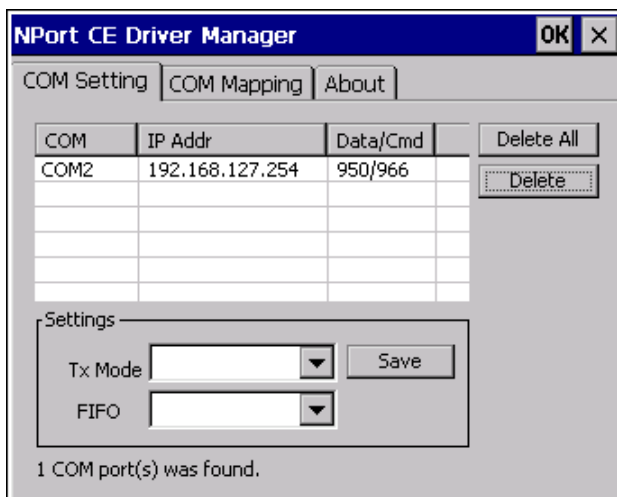 NPort CE Driver Manager OK ×
COM Setting COM Mapping About
COM IP Addr Data/Cmd Delete All
COM2 192.168.127.254 950/966 Delete
Settings
Tx Mode Save
FIFO
1 COM port(s) was found.